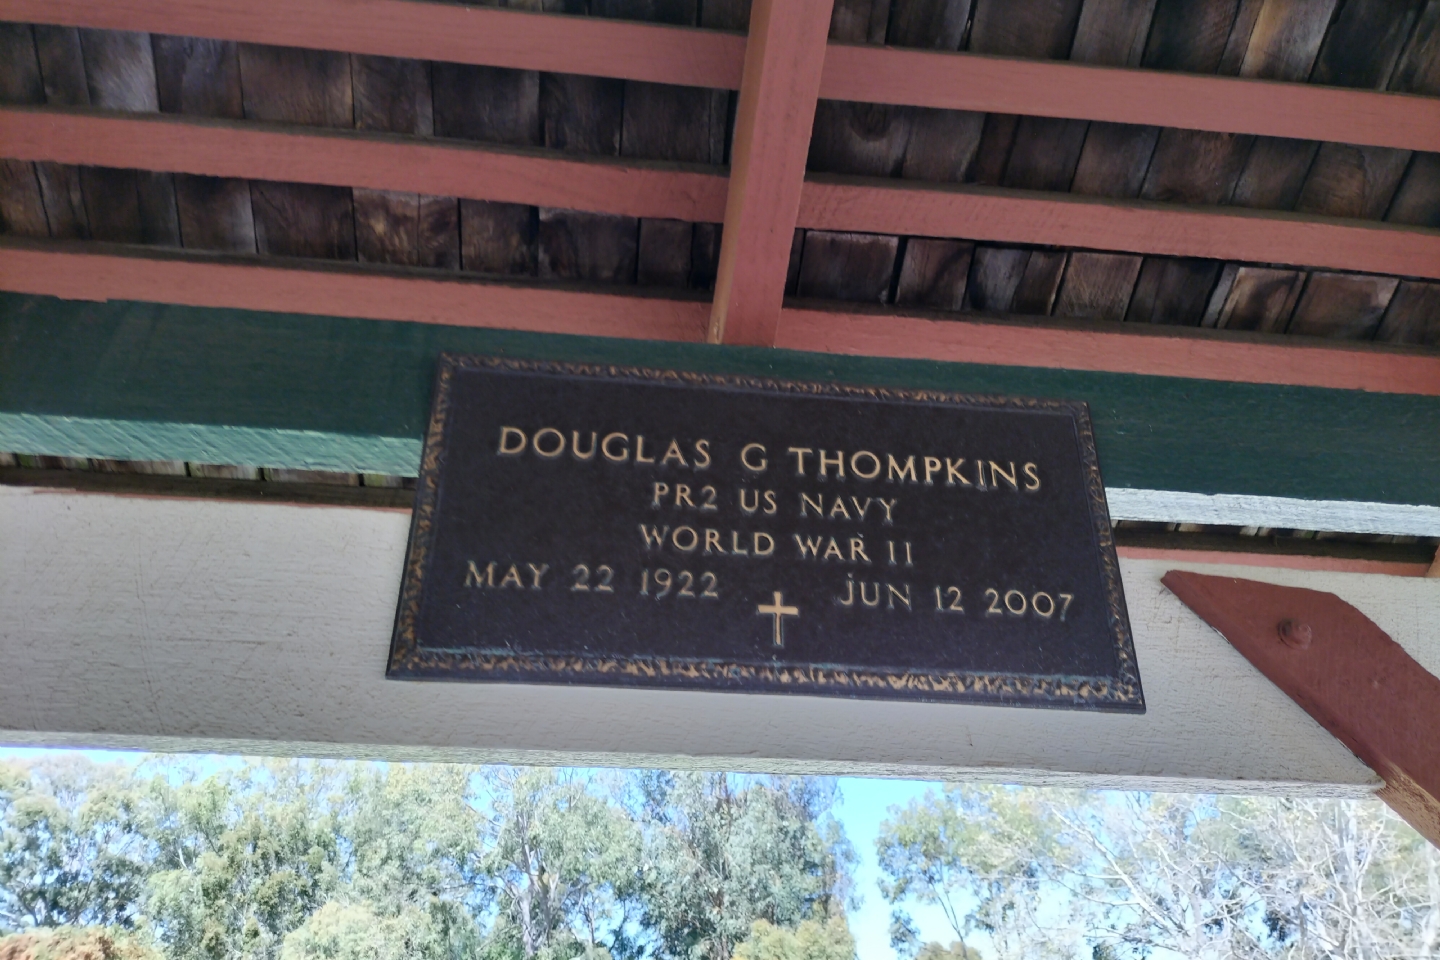 DOUGLAS G THOMPKINS
PR2 US NAVY
WORLD WAR II
MAY 22 1922 JUN 12 2007